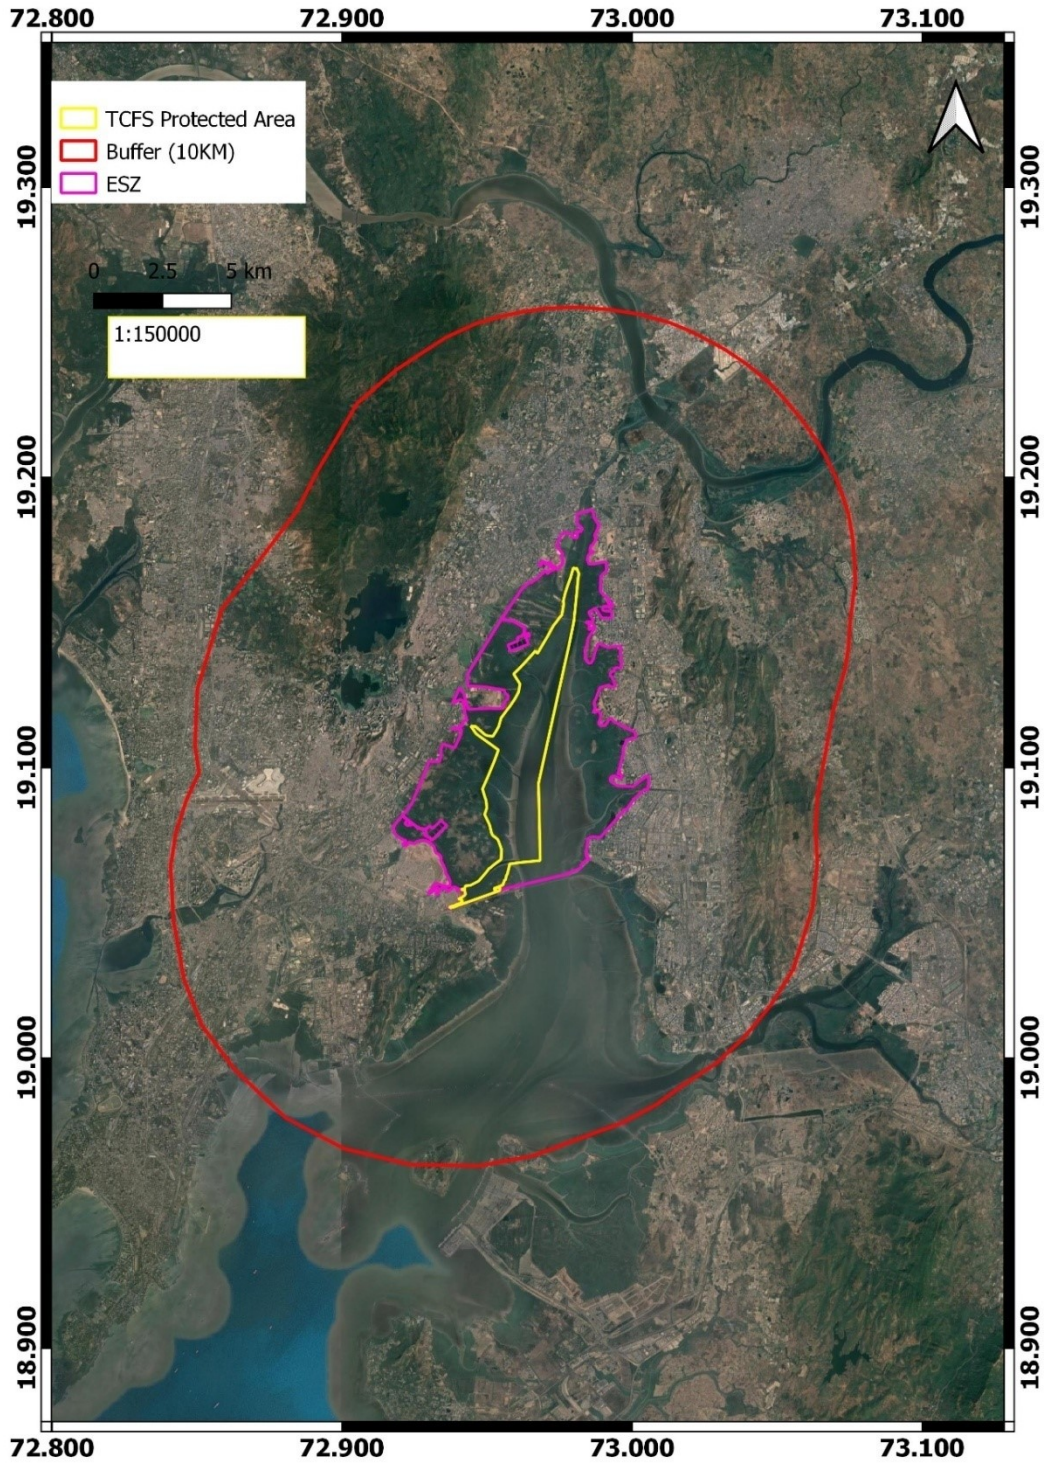 72.800 72.900 73.000 73.100
TCFS Protected Area
Buffer (10KM)
ESZ
19.300 19.300
0 2.5 5 km
1:150000
19.200 19.200
19.100 19.100
19.000 19.000
18.900 18.900
72.800 72.900 73.000 73.100